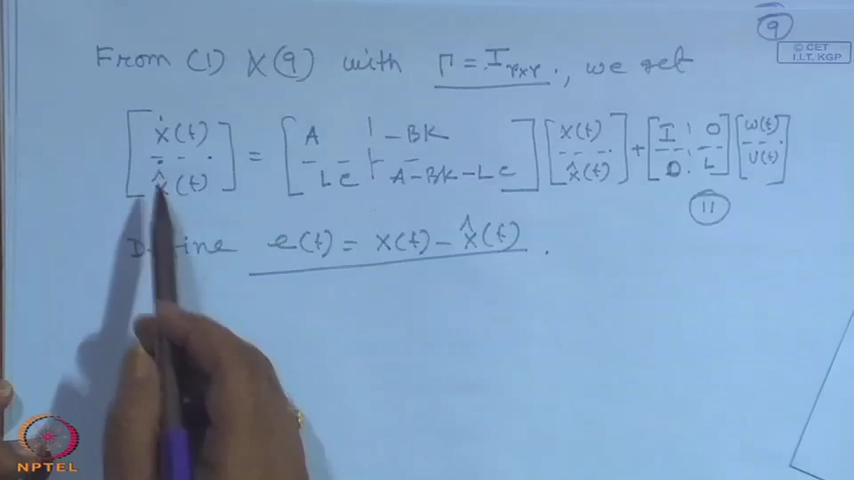 9
© CET
I.I.T. KGP
From (1) X (9) with Γ = I_{r×r}, we get
[ẋ(t) ; \dot{x̂}(t)] = [A | -BK ; LC | A-BK-LC] [x(t) ; x̂(t)] + [I | 0 ; 0 | L] [w(t) ; v(t)]
11
Define e(t) = x(t) - x̂(t).
NPTEL